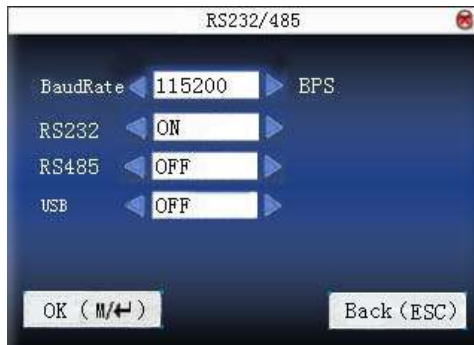 RS232/485
BaudRate 115200 BPS
RS232 ON
RS485 OFF
USB OFF
OK (M/↵) Back(ESC)